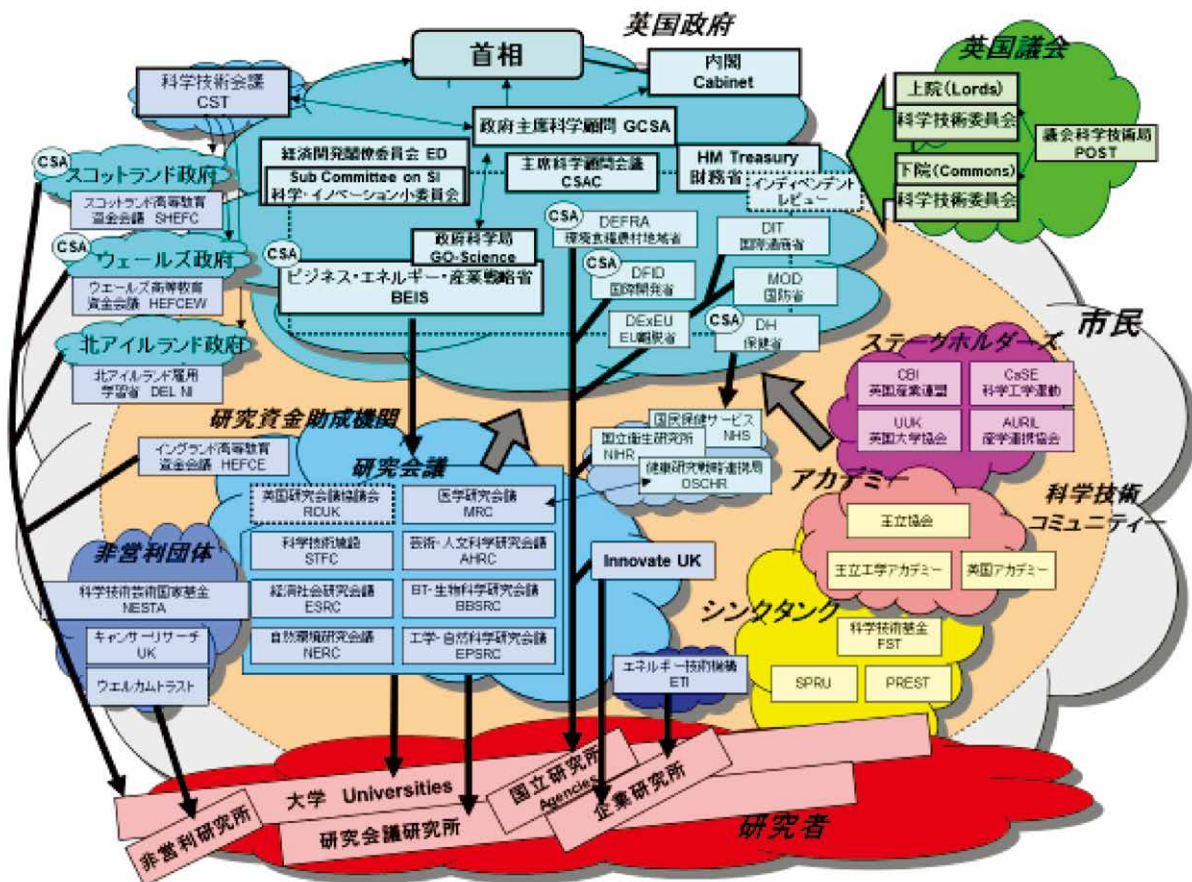 英国政府
首相
内閣
Cabinet
科学技術会議
CST
政府主席科学顧問 GCSA
経済開発閣僚委員会 ED
Sub Committee on SI
科学・イノベーション小委員会
主席科学顧問会議
CSAC
HM Treasury
財務省
インディペンデント
レビュー
英国議会
上院(Lords)
科学技術委員会
下院(Commons)
科学技術委員会
議会科学技術局
POST
CSA
スコットランド政府
スコットランド高等教育
資金会議 SHEFC
CSA
ウェールズ政府
ウエールズ高等教育
資金会議 HEFCEW
北アイルランド政府
北アイルランド雇用
学習省 DEL NI
政府科学局
GO-Science
CSA
ビジネス・エネルギー・産業戦略省
BEIS
CSA
DEFRA
環境食糧農村地域省
CSA
DFID
国際開発省
DExEU
EU離脱省
DIT
国際通商省
MOD
国防省
CSA
DH
保健省
市民
ステークホルダーズ
CBI
英国産業連盟
CaSE
科学工学運動
UUK
英国大学協会
AURIL
産学連携協会
研究資金助成機関
イングランド高等教育
資金会議 HEFCE
研究会議
英国研究会議協議会
RCUK
医学研究会議
MRC
科学技術施設
STFC
芸術・人文科学研究会議
AHRC
経済社会研究会議
ESRC
BT・生物科学研究会議
BBSRC
自然環境研究会議
NERC
工学・自然科学研究会議
EPSRC
国民保健サービス
NHS
国立衛生研究所
NIHR
健康研究戦略連携局
OSCHR
Innovate UK
エネルギー技術機構
ETI
非営利団体
科学技術芸術国家基金
NESTA
キャンサーリサーチ
UK
ウエルカムトラスト
アカデミー
王立協会
王立工学アカデミー
英国アカデミー
科学技術
コミュニティー
シンクタンク
科学技術基金
FST
SPRU
PREST
大学 Universities
国立研究所
Agencies
企業研究所
非営利研究所
研究会議研究所
研究者